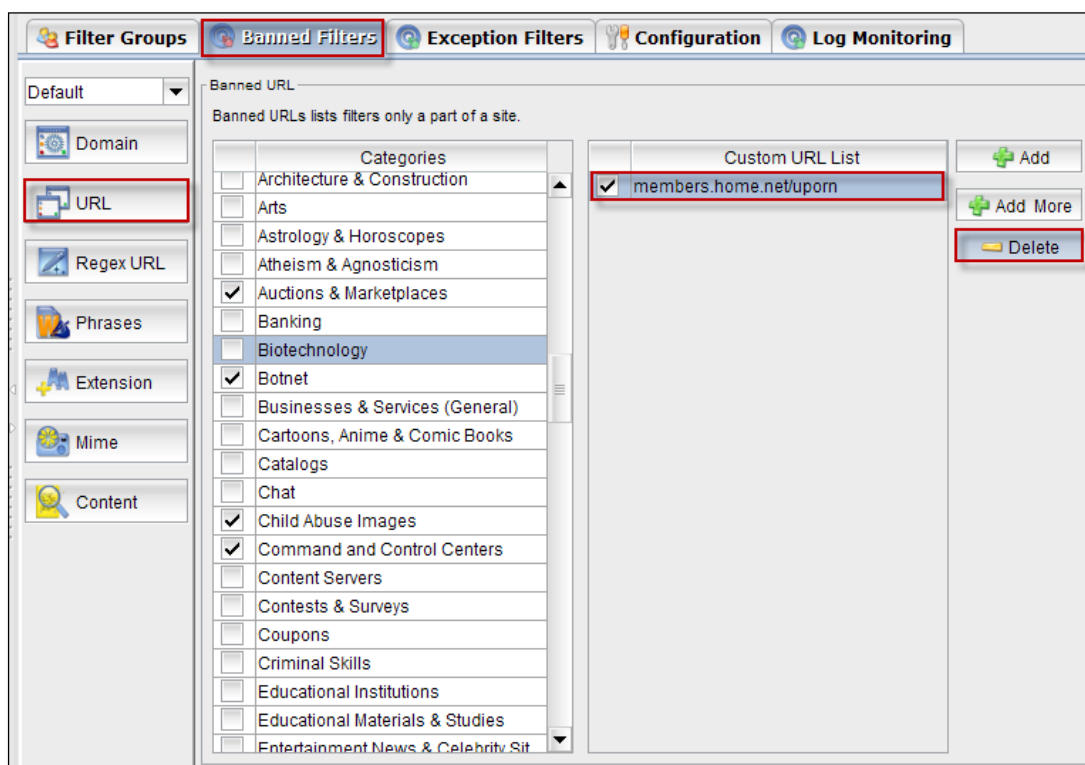 Filter Groups
Banned Filters
Exception Filters
Configuration
Log Monitoring
Default
Domain
URL
Regex URL
Phrases
Extension
Mime
Content
Banned URL
Banned URLs lists filters only a part of a site.
Categories
Architecture & Construction
Arts
Astrology & Horoscopes
Atheism & Agnosticism
Auctions & Marketplaces
Banking
Biotechnology
Botnet
Businesses & Services (General)
Cartoons, Anime & Comic Books
Catalogs
Chat
Child Abuse Images
Command and Control Centers
Content Servers
Contests & Surveys
Coupons
Criminal Skills
Educational Institutions
Educational Materials & Studies
Entertainment News & Celebrity Sit
Custom URL List
members.home.net/uporn
Add
Add More
Delete